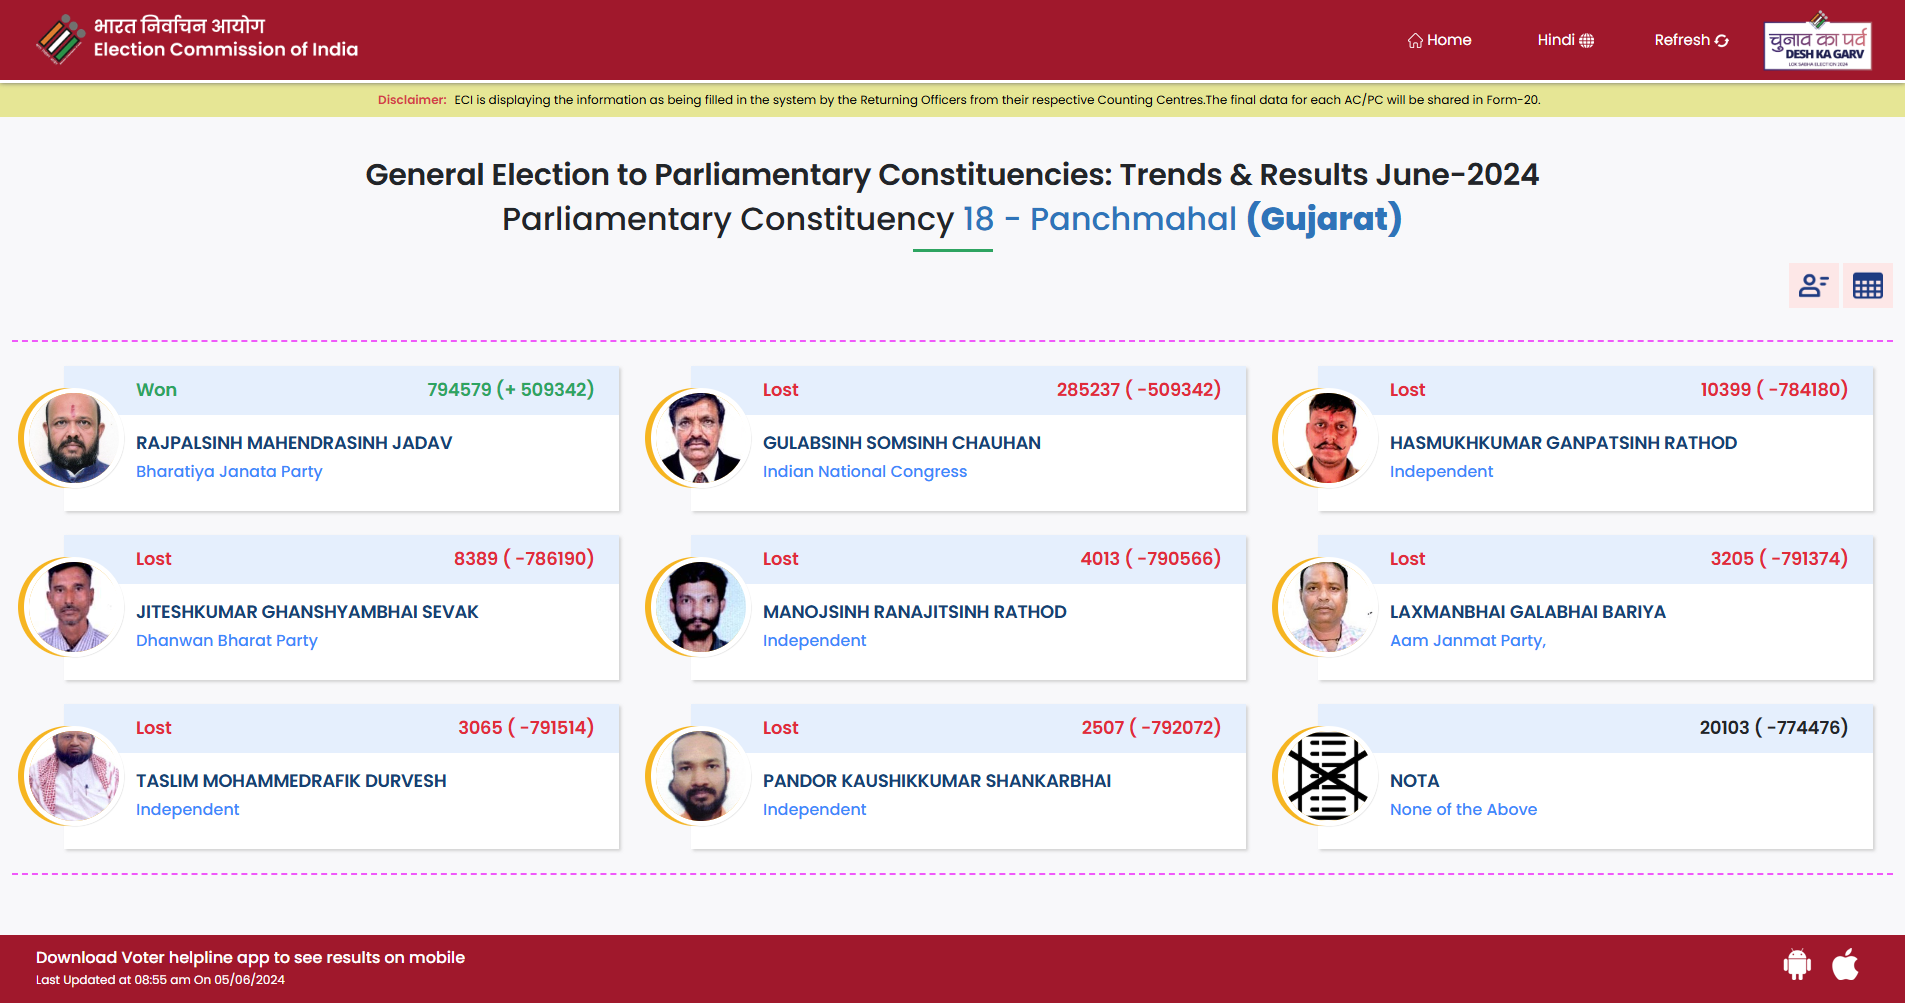 भारत निर्वाचन आयोग
Election Commission of India
Home
Hindi
Refresh
चुनाव का पर्व
DESH KA GARV
LOK SABHA ELECTION 2024
Disclaimer: ECI is displaying the information as being filled in the system by the Returning Officers from their respective Counting Centres.The final data for each AC/PC will be shared in Form-20.
General Election to Parliamentary Constituencies: Trends & Results June-2024
Parliamentary Constituency 18 - Panchmahal (Gujarat)
Won 794579 (+ 509342)
RAJPALSINH MAHENDRASINH JADAV
Bharatiya Janata Party
Lost 285237 ( -509342)
GULABSINH SOMSINH CHAUHAN
Indian National Congress
Lost 10399 ( -784180)
HASMUKHKUMAR GANPATSINH RATHOD
Independent
Lost 8389 ( -786190)
JITESHKUMAR GHANSHYAMBHAI SEVAK
Dhanwan Bharat Party
Lost 4013 ( -790566)
MANOJSINH RANAJITSINH RATHOD
Independent
Lost 3205 ( -791374)
LAXMANBHAI GALABHAI BARIYA
Aam Janmat Party,
Lost 3065 ( -791514)
TASLIM MOHAMMEDRAFIK DURVESH
Independent
Lost 2507 ( -792072)
PANDOR KAUSHIKKUMAR SHANKARBHAI
Independent
20103 ( -774476)
NOTA
None of the Above
Download Voter helpline app to see results on mobile
Last Updated at 08:55 am On 05/06/2024